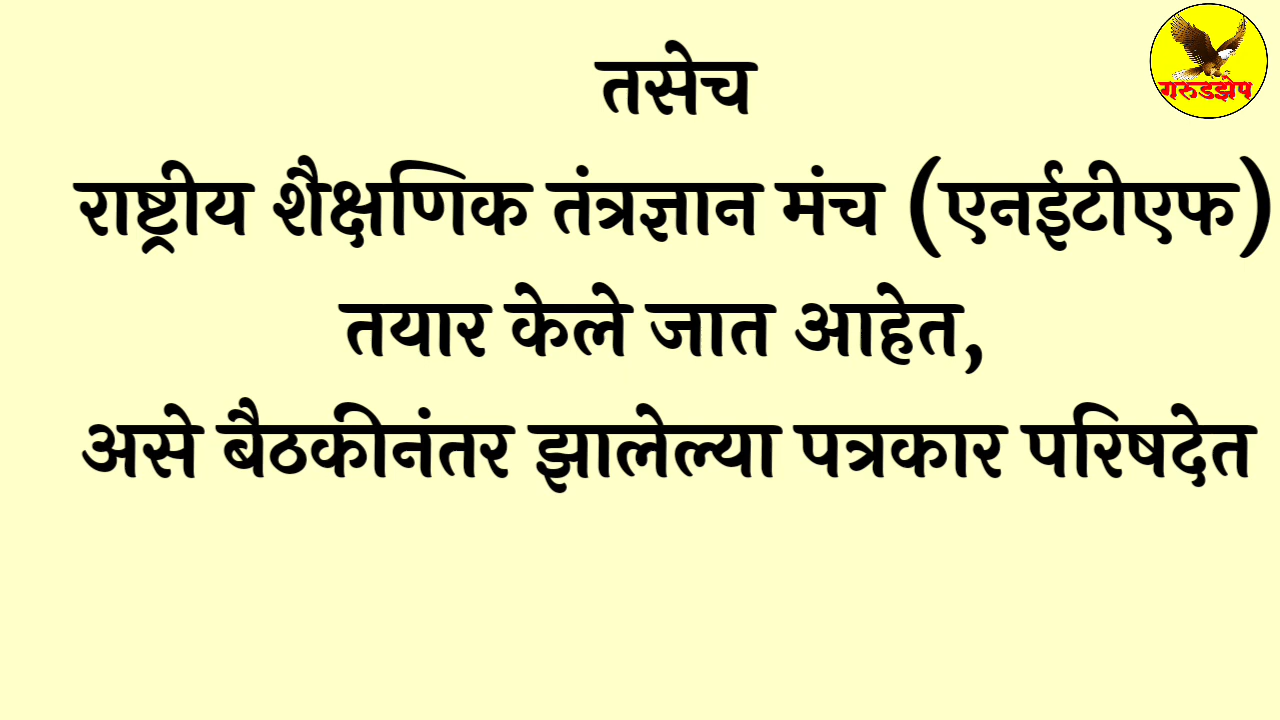 गरुडझेप
तसेच
राष्ट्रीय शैक्षणिक तंत्रज्ञान मंच (एनईटीएफ)
तयार केले जात आहेत,
असे बैठकीनंतर झालेल्या पत्रकार परिषदेत